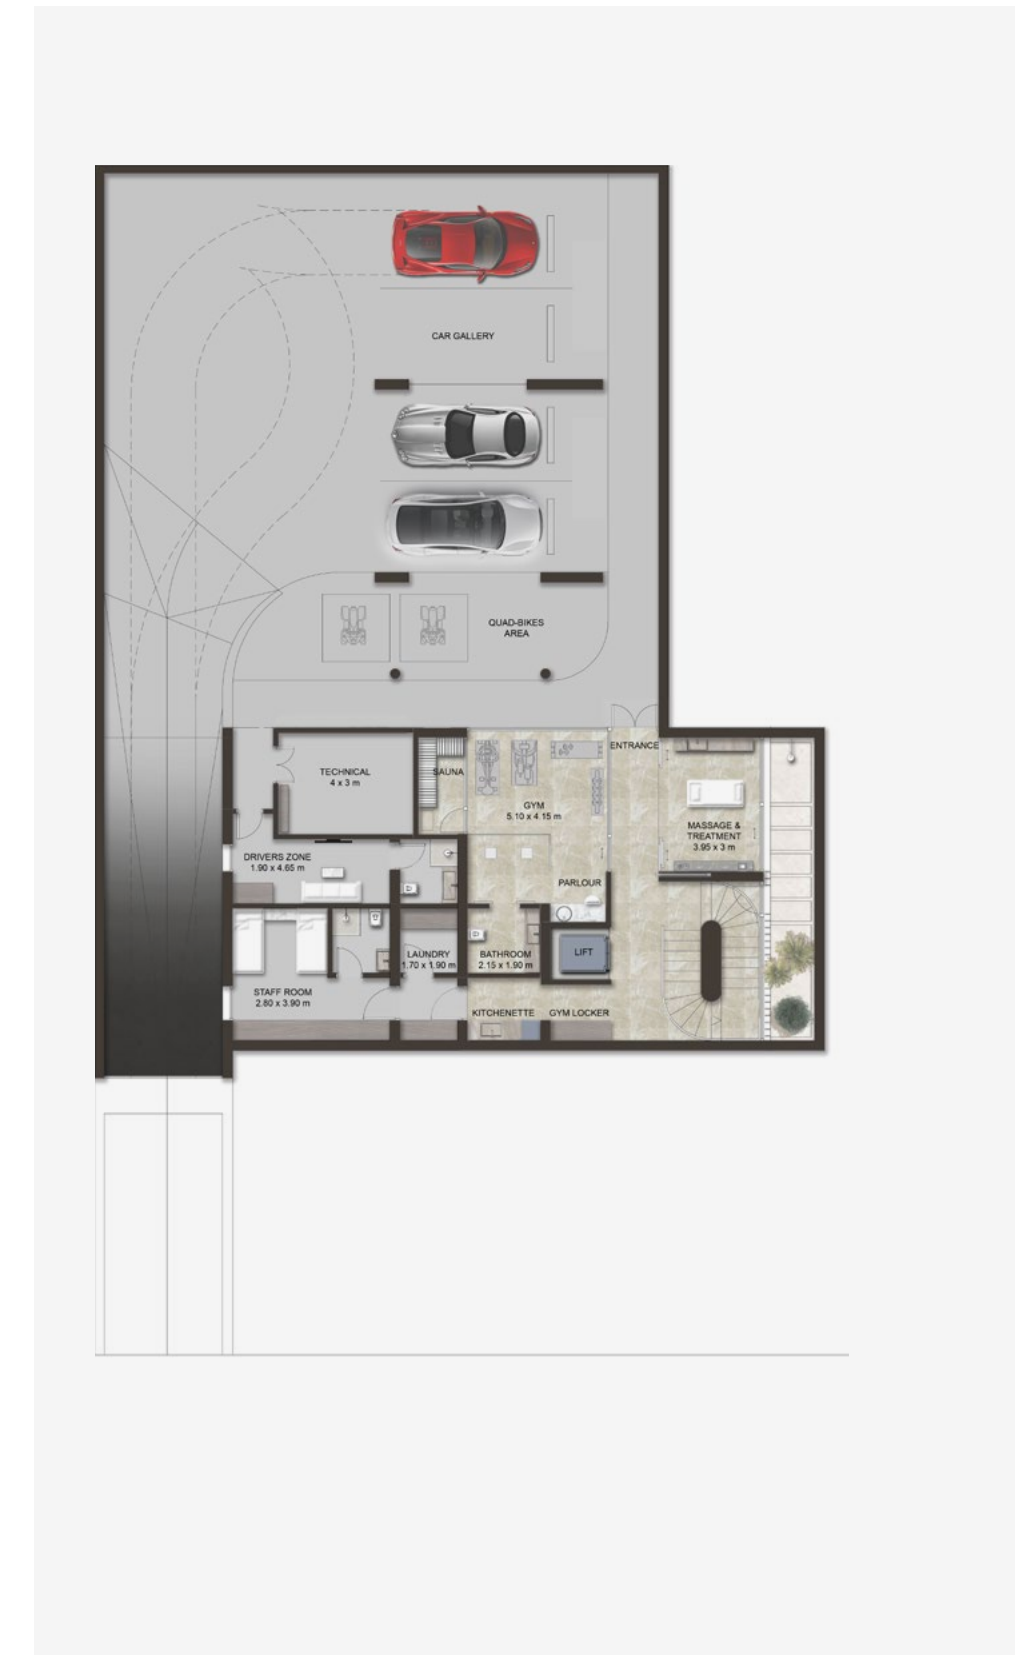 CAR GALLERY
QUAD-BIKES
AREA
ENTRANCE
TECHNICAL
4 x 3 m
SAUNA
GYM
5.10 x 4.15 m
MASSAGE &
TREATMENT
3.95 x 3 m
DRIVERS ZONE
1.90 x 4.65 m
PARLOUR
LAUNDRY
1.70 x 1.90 m
BATHROOM
2.15 x 1.90 m
LIFT
STAFF ROOM
2.80 x 3.90 m
KITCHENETTE
GYM LOCKER